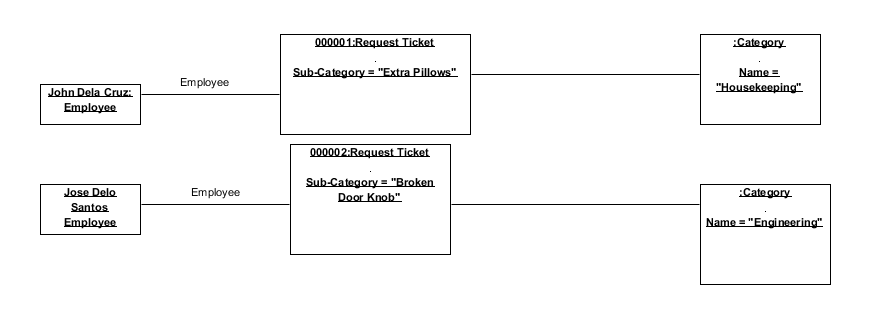 000001:Request Ticket
.
Sub-Category = "Extra Pillows"
:Category
.
Name =
"Housekeeping"
Employee
John Dela Cruz:
Employee
000002:Request Ticket
.
Sub-Category = "Broken
Door Knob"
Employee
Jose Delo
Santos
Employee
:Category
.
Name = "Engineering"